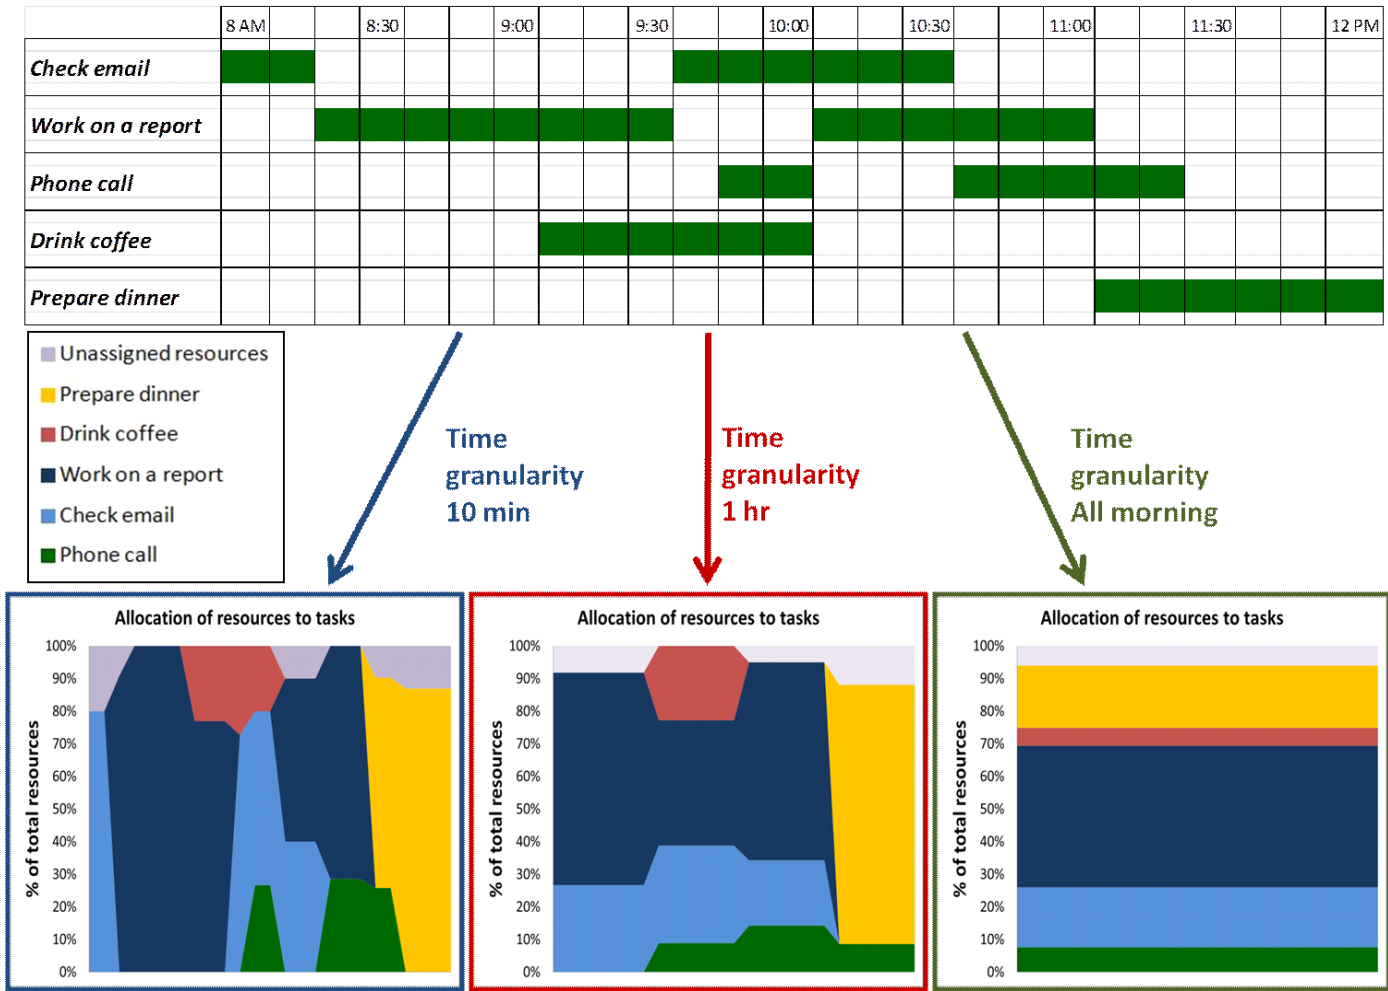 8 AM 8:30 9:00 9:30 10:00 10:30 11:00 11:30 12 PM
Check email
Work on a report
Phone call
Drink coffee
Prepare dinner
Unassigned resources
Prepare dinner
Drink coffee
Work on a report
Check email
Phone call
Time
granularity
10 min
Time
granularity
1 hr
Time
granularity
All morning
Allocation of resources to tasks
% of total resources
100%
90%
80%
70%
60%
50%
40%
30%
20%
10%
0%
Allocation of resources to tasks
% of total resources
100%
90%
80%
70%
60%
50%
40%
30%
20%
10%
0%
Allocation of resources to tasks
% of total resources
100%
90%
80%
70%
60%
50%
40%
30%
20%
10%
0%